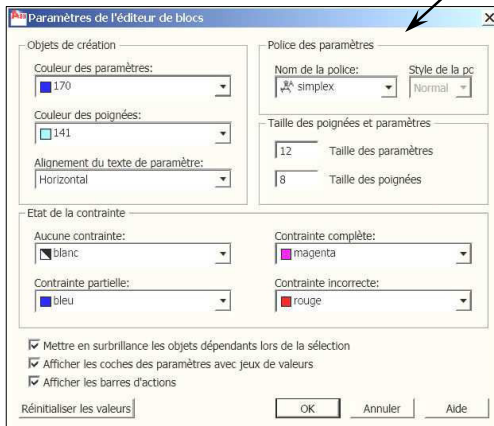 Paramètres de l'éditeur de blocs
Objets de création
Couleur des paramètres:
170
Couleur des poignées:
141
Alignement du texte de paramètre:
Horizontal
Police des paramètres
Nom de la police:
simplex
Style de la pc
Normal
Taille des poignées et paramètres
12 Taille des paramètres
8 Taille des poignées
Etat de la contrainte
Aucune contrainte:
blanc
Contrainte complète:
magenta
Contrainte partielle:
bleu
Contrainte incorrecte:
rouge
Mettre en surbrillance les objets dépendants lors de la sélection
Afficher les coches des paramètres avec jeux de valeurs
Afficher les barres d'actions
Réinitialiser les valeurs
OK
Annuler
Aide